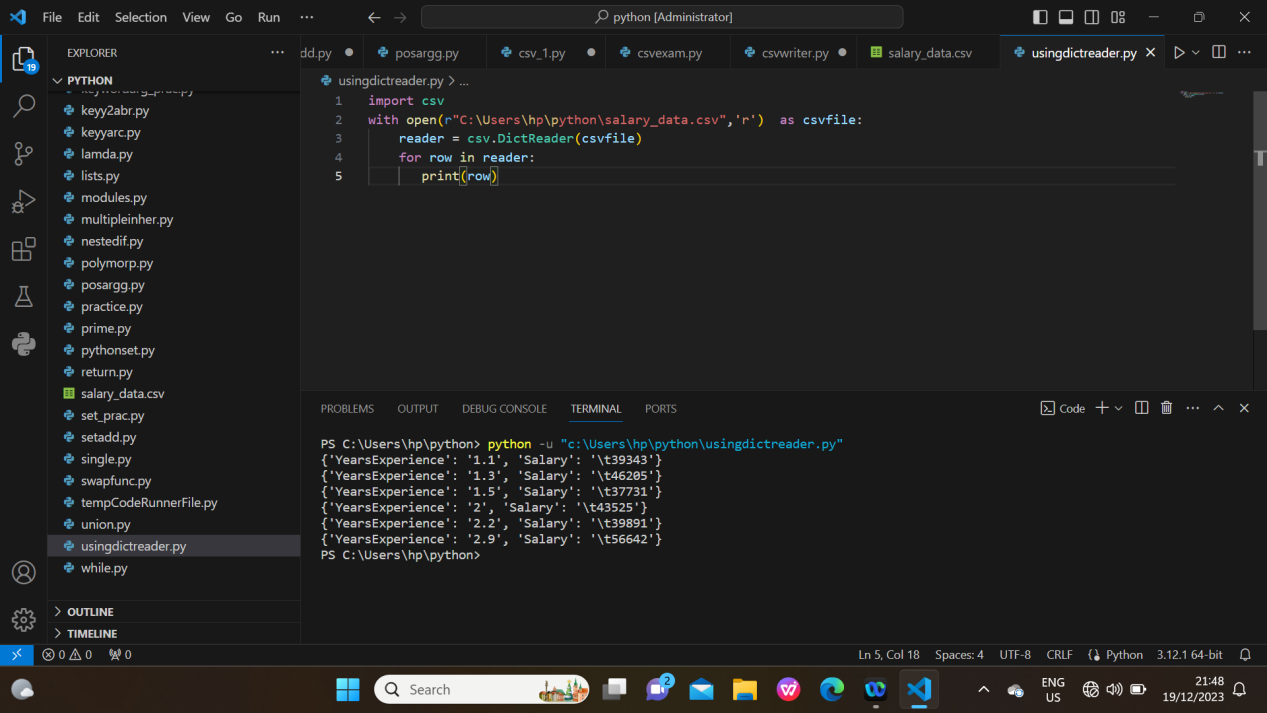 File Edit Selection View Go Run ··· python [Administrator]
EXPLORER ···
dd.py posargg.py csv_1.py csvexam.py csvwriter.py salary_data.csv usingdictreader.py
PYTHON
keywordarg_prac.py
keyy2abr.py
keyyarc.py
lamda.py
lists.py
modules.py
multipleinher.py
nestedif.py
polymorp.py
posargg.py
practice.py
prime.py
pythonset.py
return.py
salary_data.csv
set_prac.py
setadd.py
single.py
swapfunc.py
tempCodeRunnerFile.py
union.py
usingdictreader.py
while.py
OUTLINE
TIMELINE
19
usingdictreader.py > ...
1 import csv
2 with open(r"C:\Users\hp\python\salary_data.csv",'r')  as csvfile:
3     reader = csv.DictReader(csvfile)
4     for row in reader:
5        print(row)
PROBLEMS OUTPUT DEBUG CONSOLE TERMINAL PORTS Code
PS C:\Users\hp\python> python -u "c:\Users\hp\python\usingdictreader.py"
{'YearsExperience': '1.1', 'Salary': '\t39343'}
{'YearsExperience': '1.3', 'Salary': '\t46205'}
{'YearsExperience': '1.5', 'Salary': '\t37731'}
{'YearsExperience': '2', 'Salary': '\t43525'}
{'YearsExperience': '2.2', 'Salary': '\t39891'}
{'YearsExperience': '2.9', 'Salary': '\t56642'}
PS C:\Users\hp\python>
0 0 0 Ln 5, Col 18 Spaces: 4 UTF-8 CRLF Python 3.12.1 64-bit
Search 2 ENG 21:48
US 19/12/2023